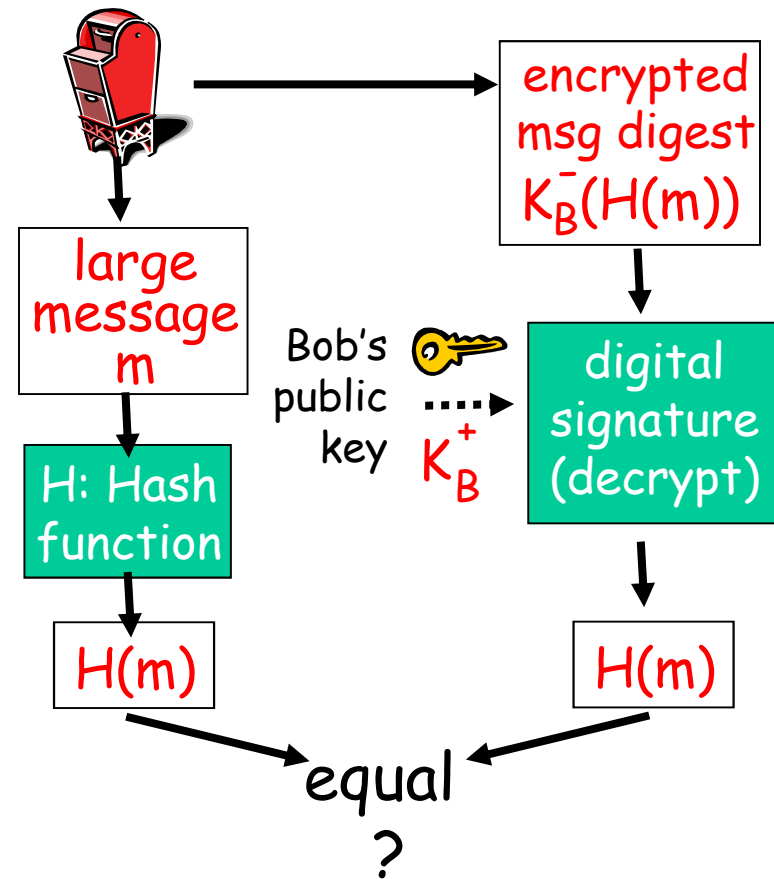 encrypted
msg digest
K_B^-(H(m))
large
message
m
Bob's
public
key
K_B^+
digital
signature
(decrypt)
H: Hash
function
H(m)
H(m)
equal
?